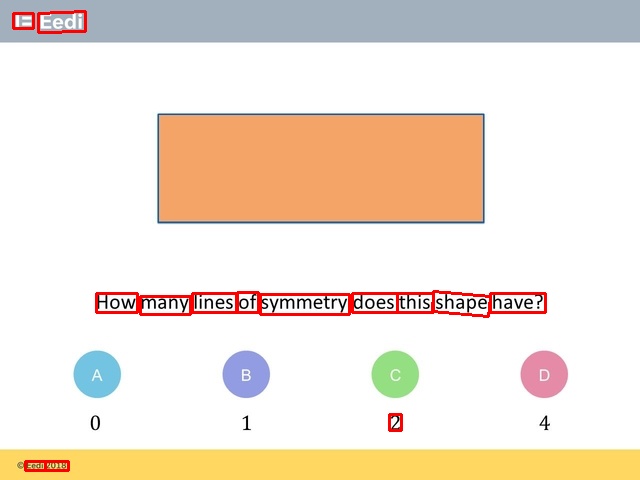 Eedi
How many lines of symmetry does this shape have?
A B C D
0 1 2 4
© Eedi 2018